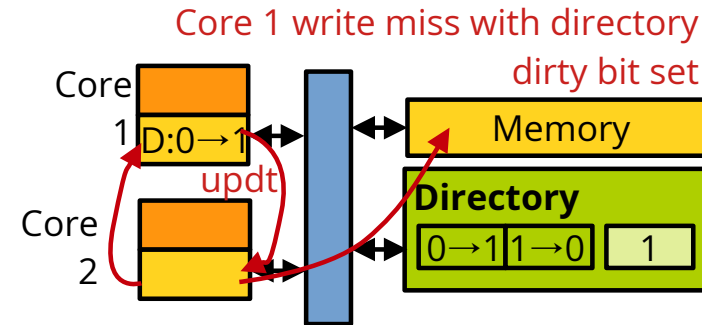 Core 1 write miss with directory
dirty bit set
Core
1
D:0→1
updt
Core
2
Memory
Directory
0→1 1→0 1